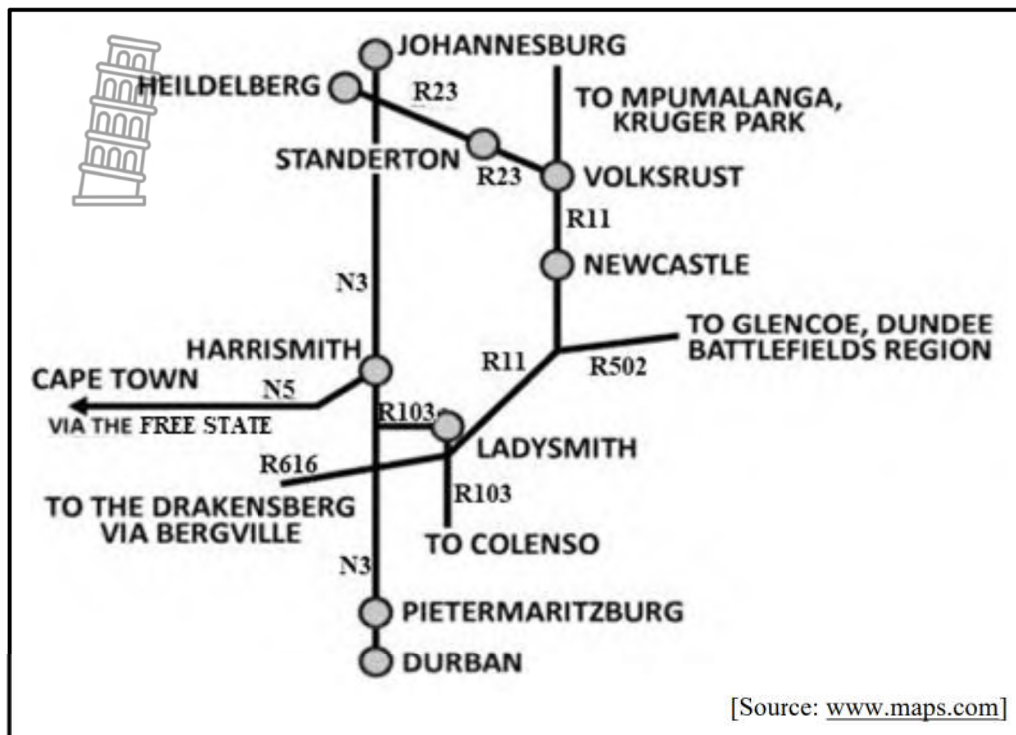 JOHANNESBURG
HEILDELBERG
R23
TO MPUMALANGA,
KRUGER PARK
STANDERTON
R23
VOLKSRUST
R11
NEWCASTLE
N3
TO GLENCOE, DUNDEE
BATTLEFIELDS REGION
HARRISMITH
R11
R502
CAPE TOWN
N5
VIA THE FREE STATE
R103
LADYSMITH
R616
R103
TO THE DRAKENSBERG
VIA BERGVILLE
TO COLENSO
N3
PIETERMARITZBURG
DURBAN
[Source: www.maps.com]